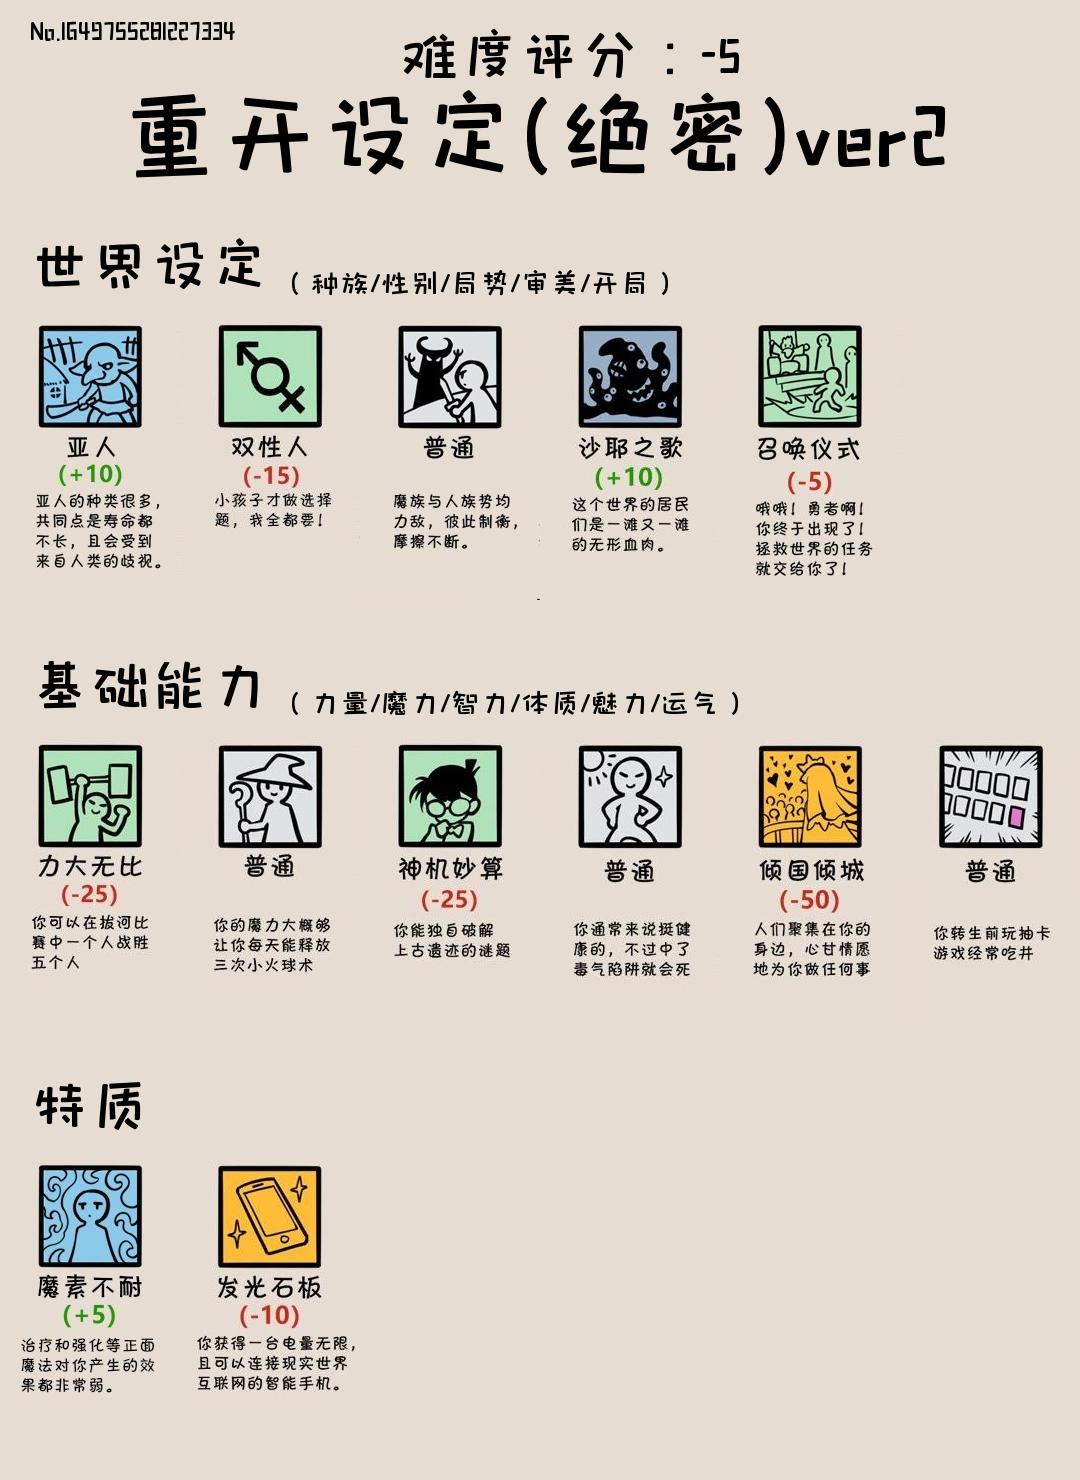 No.1649755281227334
难度评分：-5
重开设定(绝密)ver2
世界设定 (种族/性别/局势/审美/开局)
亚人
(+10)
亚人的种类很多，
共同点是寿命都
不长，且会受到
来自人类的歧视。
双性人
(-15)
小孩子才做选择
题，我全都要！
普通
魔族与人族势均
力敌，彼此制衡，
摩擦不断。
沙耶之歌
(+10)
这个世界的居民
们是一滩又一滩
的无形血肉。
召唤仪式
(-5)
哦哦！勇者啊！
你终于出现了！
拯救世界的任务
就交给你了！
基础能力 (力量/魔力/智力/体质/魅力/运气)
力大无比
(-25)
你可以在拔河比
赛中一个人战胜
五个人
普通
你的魔力大概够
让你每天能释放
三次小火球术
神机妙算
(-25)
你能独自破解
上古遗迹的谜题
普通
你通常来说挺健
康的，不过中了
毒气陷阱就会死
倾国倾城
(-50)
人们聚集在你的
身边，心甘情愿
地为你做任何事
普通
你转生前玩抽卡
游戏经常吃井
特质
魔素不耐
(+5)
治疗和强化等正面
魔法对你产生的效
果都非常弱。
发光石板
(-10)
你获得一台电量无限，
且可以连接现实世界
互联网的智能手机。